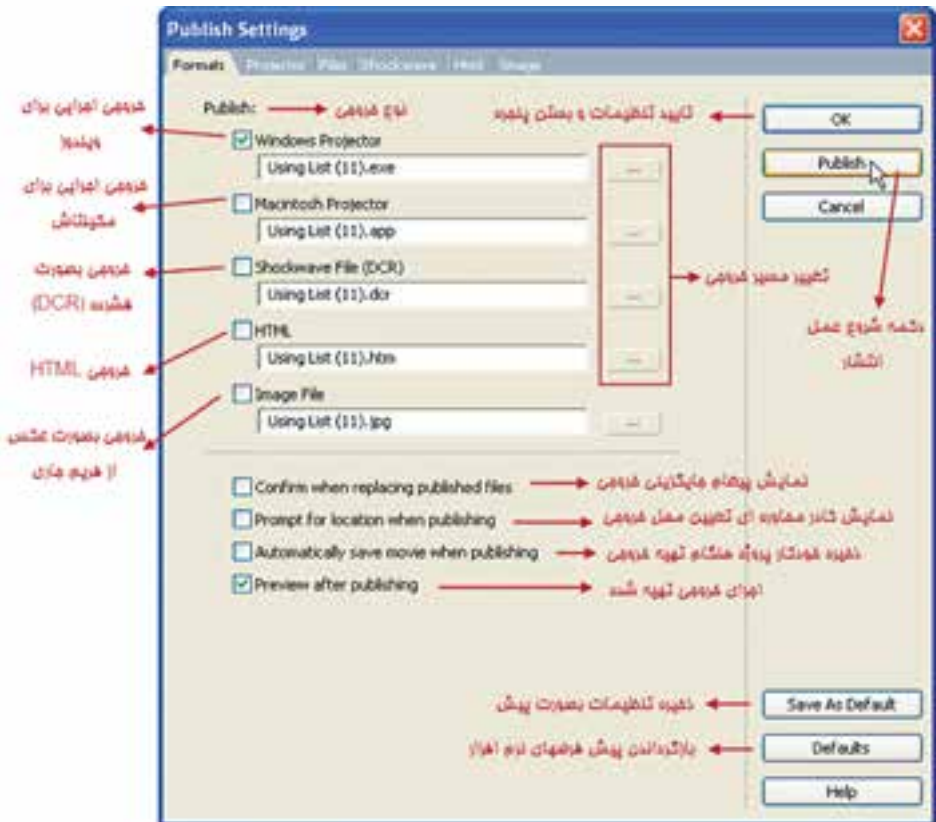 Publish Settings
Formats Projector Files Shockwave Html Image
Publish:
نوع خروجی
تایید تنظیمات و بستن پنجره
OK
خروجی اجرایی برای
ویندوز
Windows Projector
Using List (11).exe
Publish
خروجی اجرایی برای
مکینتاش
Macintosh Projector
Using List (11).app
Cancel
خروجی بصورت
فشرده (DCR)
Shockwave File (DCR)
Using List (11).dcr
تغییر مسیر خروجی
دکمه شروع عمل
انتشار
خروجی HTML
HTML
Using List (11).htm
خروجی بصورت عکس
از فریم جاری
Image File
Using List (11).jpg
Confirm when replacing published files
نمایش پیغام جایگزینی خروجی
Prompt for location when publishing
نمایش کادر محاوره ای تعیین محل خروجی
Automatically save movie when publishing
ذخیره خودکار پروژه هنگام تهیه خروجی
Preview after publishing
اجرای خروجی تهیه شده
ذخیره تنظیمات بصورت پیش
Save As Default
بازگرداندن پیش فرضهای نرم افزار
Defaults
Help